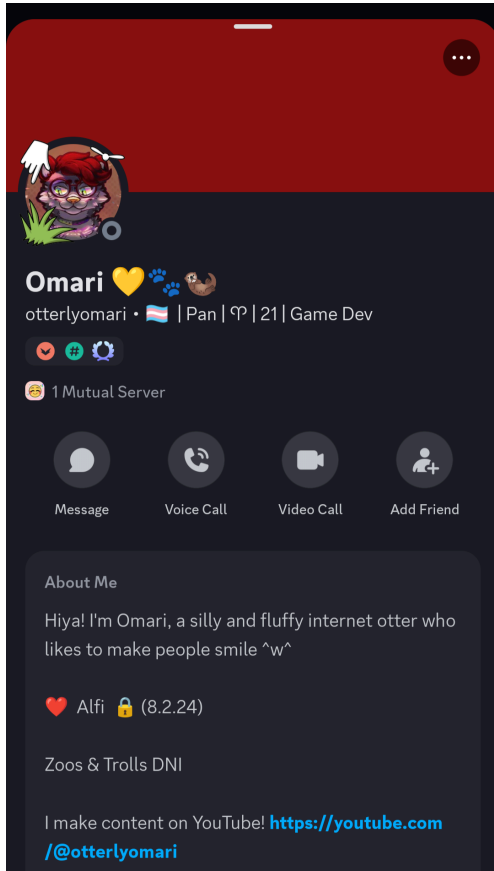 Omari 💛🐾🦦
otterlyomari • 🏳️‍⚧️ | Pan | ♈︎ | 21 | Game Dev
#
1 Mutual Server
Message Voice Call Video Call Add Friend
About Me
Hiya! I'm Omari, a silly and fluffy internet otter who
likes to make people smile ^w^
❤️ Alfi 🔒 (8.2.24)
Zoos & Trolls DNI
I make content on YouTube! https://youtube.com
/@otterlyomari